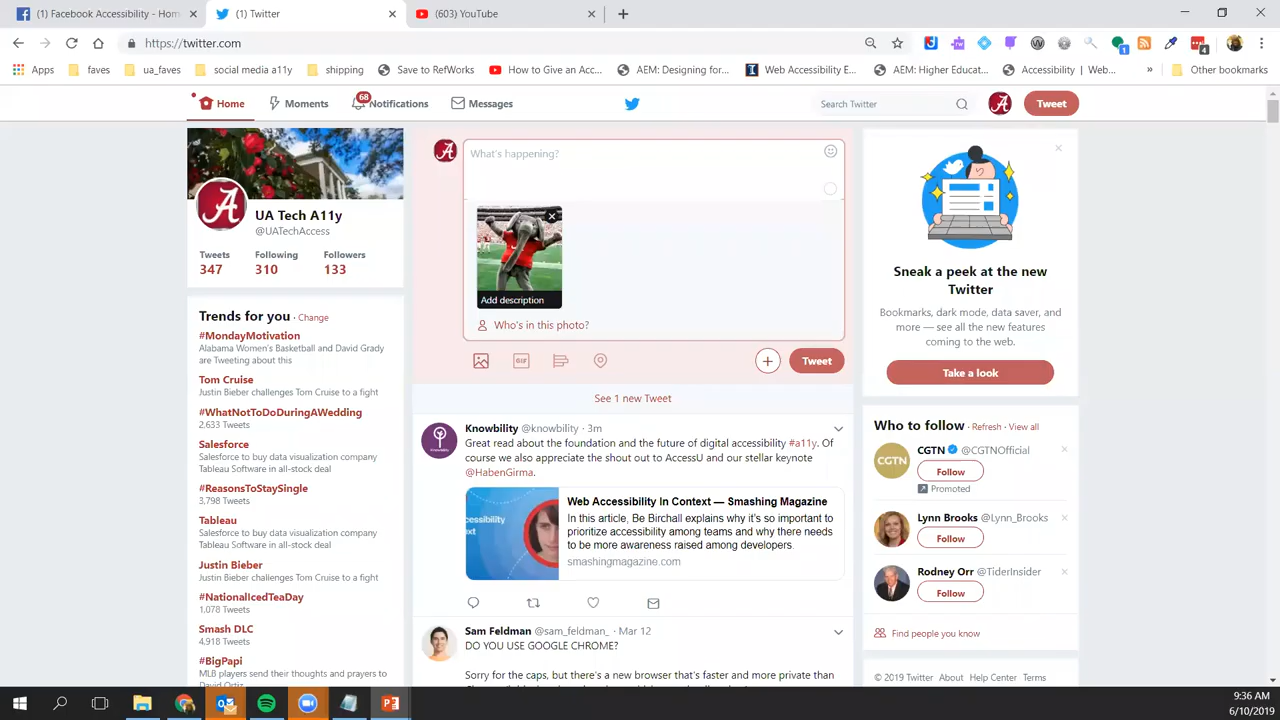 (1) Facebook Accessibility - Hom
(1) Twitter
(603) YouTube
https://twitter.com
1
4
Apps
faves
ua_faves
social media a11y
shipping
Save to RefWorks
How to Give an Acc...
AEM: Designing for...
Web Accessibility E...
AEM: Higher Educat...
Accessibility | Web...
»
Other bookmarks
Home
Moments
68
Notifications
Messages
Search Twitter
Tweet
UA Tech A11y
@UATechAccess
Tweets Following Followers
347 310 133
Trends for you · Change
#MondayMotivation
Alabama Women's Basketball and David Grady
are Tweeting about this
Tom Cruise
Justin Bieber challenges Tom Cruise to a fight
#WhatNotToDoDuringAWedding
2,633 Tweets
Salesforce
Salesforce to buy data visualization company
Tableau Software in all-stock deal
#ReasonsToStaySingle
3,798 Tweets
Tableau
Salesforce to buy data visualization company
Tableau Software in all-stock deal
Justin Bieber
Justin Bieber challenges Tom Cruise to a fight
#NationalIcedTeaDay
1,078 Tweets
Smash DLC
4,918 Tweets
#BigPapi
MLB players send their thoughts and prayers to
David Ortiz
What's happening?
Add description
Who's in this photo?
GIF
Tweet
See 1 new Tweet
Knowbility @knowbility · 3m
Great read about the foundation and the future of digital accessibility #a11y. Of
course we also appreciate the shout out to AccessU and our stellar keynote
@HabenGirma.
cessibility
xt
Web Accessibility In Context — Smashing Magazine
In this article, Be Birchall explains why it's so important to
prioritize accessibility among teams and why there needs
to be more awareness raised among developers.
smashingmagazine.com
Sam Feldman @sam_feldman_ · Mar 12
DO YOU USE GOOGLE CHROME?
Sorry for the caps, but there's a new browser that's faster and more private than
Sneak a peek at the new
Twitter
Bookmarks, dark mode, data saver, and
more — see all the new features
coming to the web.
Take a look
Who to follow · Refresh · View all
CGTN
CGTN @CGTNOfficial
Follow
Promoted
Lynn Brooks @Lynn_Brooks
Follow
Rodney Orr @TiderInsider
Follow
Find people you know
© 2019 Twitter About Help Center Terms
9:36 AM
6/10/2019